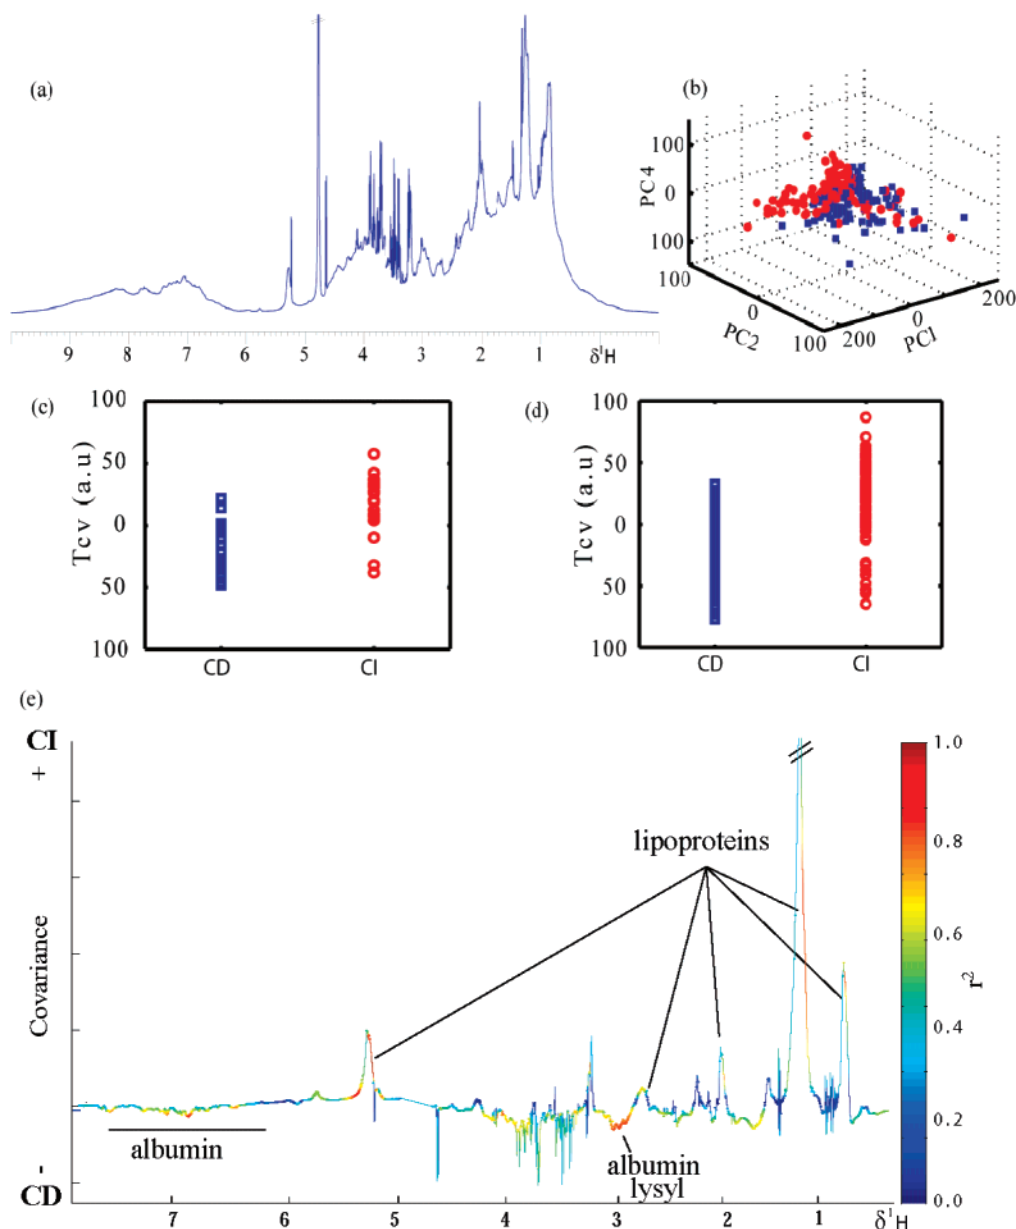 (a)
9 8 7 6 5 4 3 2 1 δ¹H
(b)
PC4
100
0
100
100
0
100
PC2
200
0
200
PC1
(c)
Tcv (a.u)
100
50
0
50
100
CD CI
(d)
Tcv (a.u)
100
50
0
50
100
CD CI
(e)
CI
+
Covariance
-
CD
lipoproteins
albumin
albumin
lysyl
7 6 5 4 3 2 1 δ¹H
1.0
0.8
0.6
0.4
0.2
0.0
r²